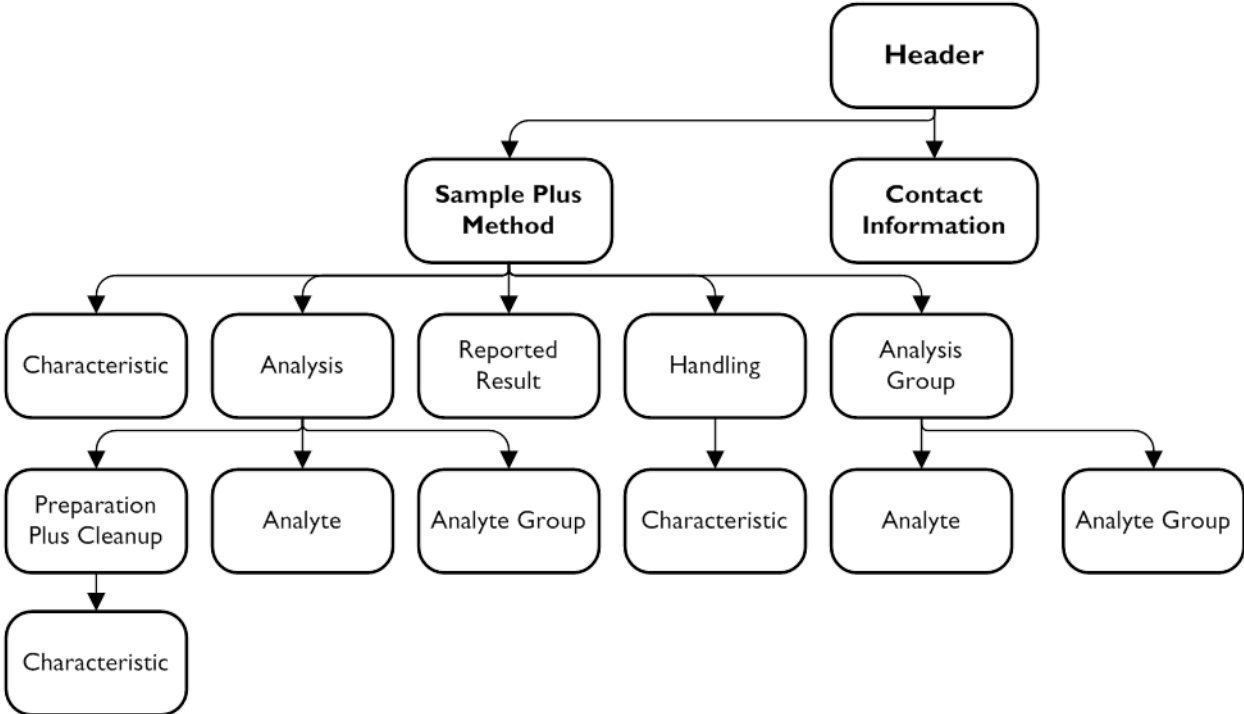 Header
Sample Plus
Method
Contact
Information
Characteristic
Analysis
Reported
Result
Handling
Analysis
Group
Preparation
Plus Cleanup
Analyte
Analyte Group
Characteristic
Analyte
Analyte Group
Characteristic